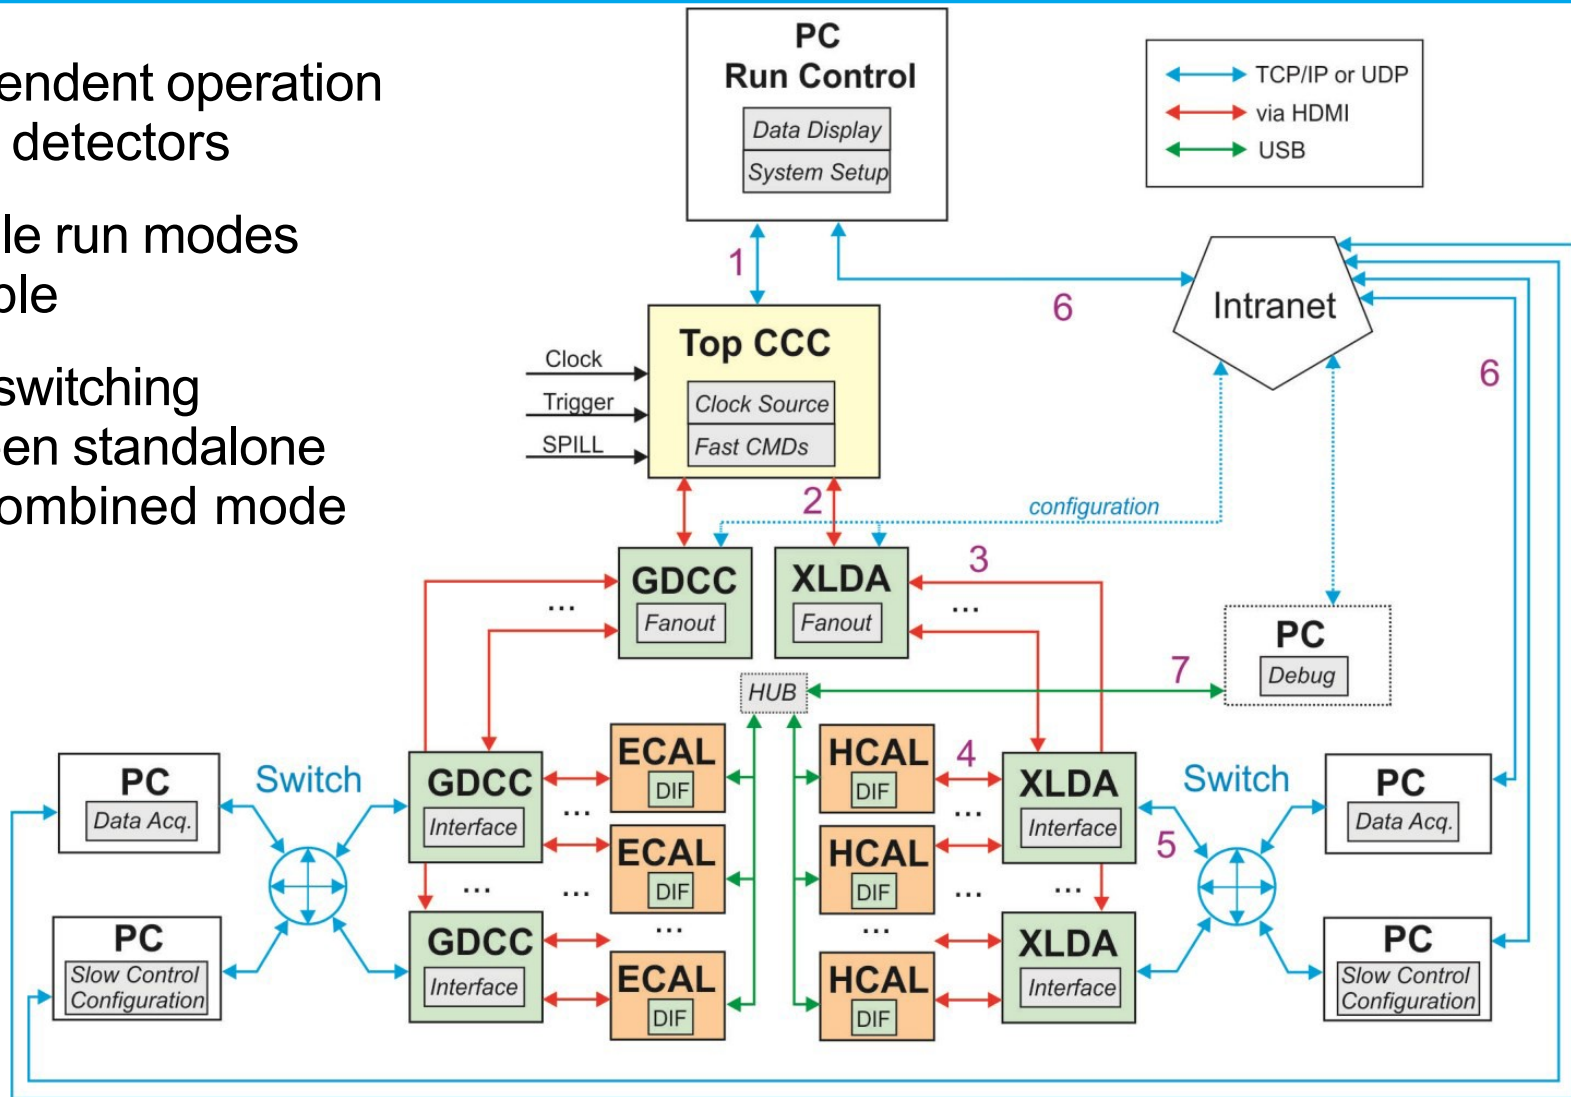 endent operation
detectors
le run modes
ble
switching
een standalone
ombined mode
PC
Run Control
Data Display
System Setup
TCP/IP or UDP
via HDMI
USB
1
6
Intranet
6
Top CCC
Clock Source
Fast CMDs
Clock
Trigger
SPILL
2
configuration
3
GDCC
Fanout
...
XLDA
Fanout
...
PC
Debug
7
HUB
PC
Data Acq.
Switch
GDCC
Interface
...
ECAL
DIF
HCAL
DIF
4
...
XLDA
Interface
Switch
5
PC
Data Acq.
ECAL
DIF
HCAL
DIF
...
...
...
...
...
...
PC
Slow Control
Configuration
GDCC
Interface
ECAL
DIF
HCAL
DIF
XLDA
Interface
PC
Slow Control
Configuration